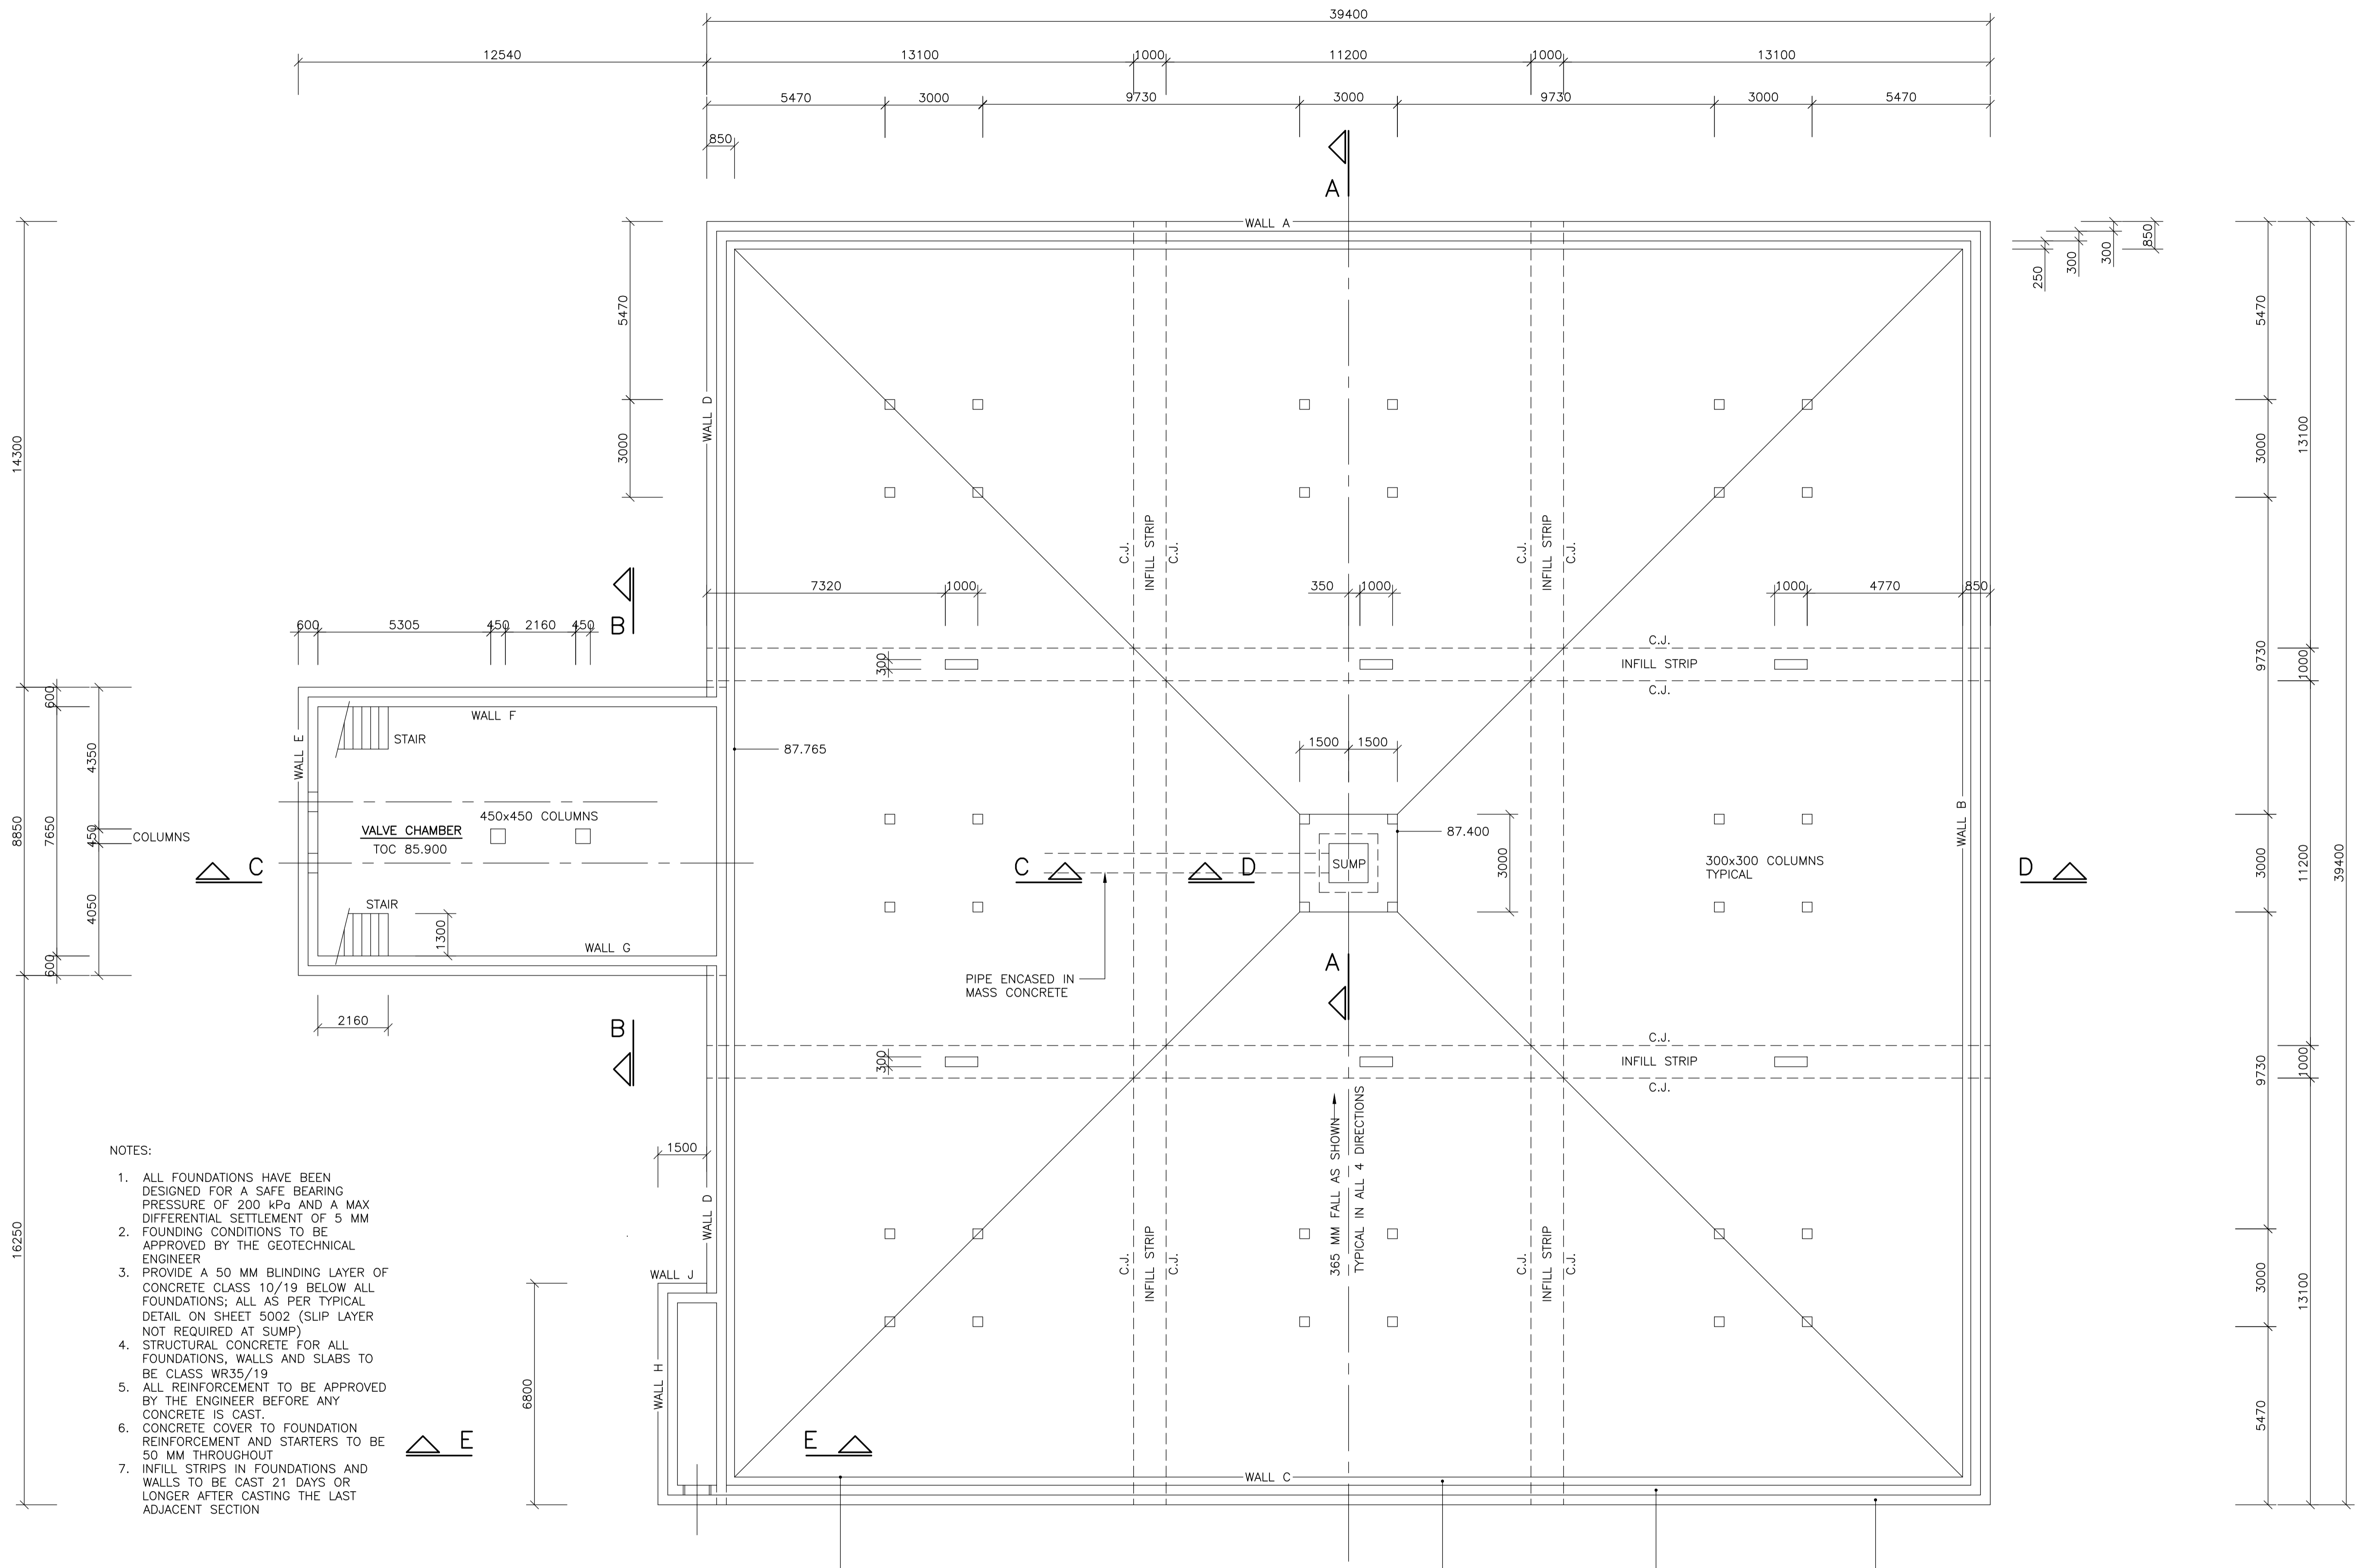 39400
12540
13100
1000
11200
1000
13100
5470
3000
9730
3000
9730
3000
5470
850
A
WALL A
850
300
300
250
14300
5470
3000
WALL D
5470
3000
13100
39400
C.J.
INFILL STRIP
C.J.
C.J.
INFILL STRIP
C.J.
7320
1000
350
1000
1000
4770
850
B
600
5305
450
2160
450
C.J.
300
INFILL STRIP
C.J.
9730
1000
WALL F
STAIR
WALL E
87.765
1500
1500
600
4350
8850
7650
450
4050
600
COLUMNS
450x450 COLUMNS
VALVE CHAMBER
TOC 85.900
C
C
D
SUMP
87.400
3000
300x300 COLUMNS
TYPICAL
WALL B
D
3000
11200
STAIR
1300
WALL G
2160
A
PIPE ENCASED IN
MASS CONCRETE
B
C.J.
300
INFILL STRIP
C.J.
9730
1000
365 MM FALL AS SHOWN
TYPICAL IN ALL 4 DIRECTIONS
1500
WALL D
C.J.
INFILL STRIP
C.J.
C.J.
INFILL STRIP
C.J.
3000
13100
5470
16250
WALL J
WALL H
6800
E
E
WALL C
NOTES:
1. ALL FOUNDATIONS HAVE BEEN
DESIGNED FOR A SAFE BEARING
PRESSURE OF 200 kPa AND A MAX
DIFFERENTIAL SETTLEMENT OF 5 MM
2. FOUNDING CONDITIONS TO BE
APPROVED BY THE GEOTECHNICAL
ENGINEER
3. PROVIDE A 50 MM BLINDING LAYER OF
CONCRETE CLASS 10/19 BELOW ALL
FOUNDATIONS; ALL AS PER TYPICAL
DETAIL ON SHEET 5002 (SLIP LAYER
NOT REQUIRED AT SUMP)
4. STRUCTURAL CONCRETE FOR ALL
FOUNDATIONS, WALLS AND SLABS TO
BE CLASS WR35/19
5. ALL REINFORCEMENT TO BE APPROVED
BY THE ENGINEER BEFORE ANY
CONCRETE IS CAST.
6. CONCRETE COVER TO FOUNDATION
REINFORCEMENT AND STARTERS TO BE
50 MM THROUGHOUT
7. INFILL STRIPS IN FOUNDATIONS AND
WALLS TO BE CAST 21 DAYS OR
LONGER AFTER CASTING THE LAST
ADJACENT SECTION